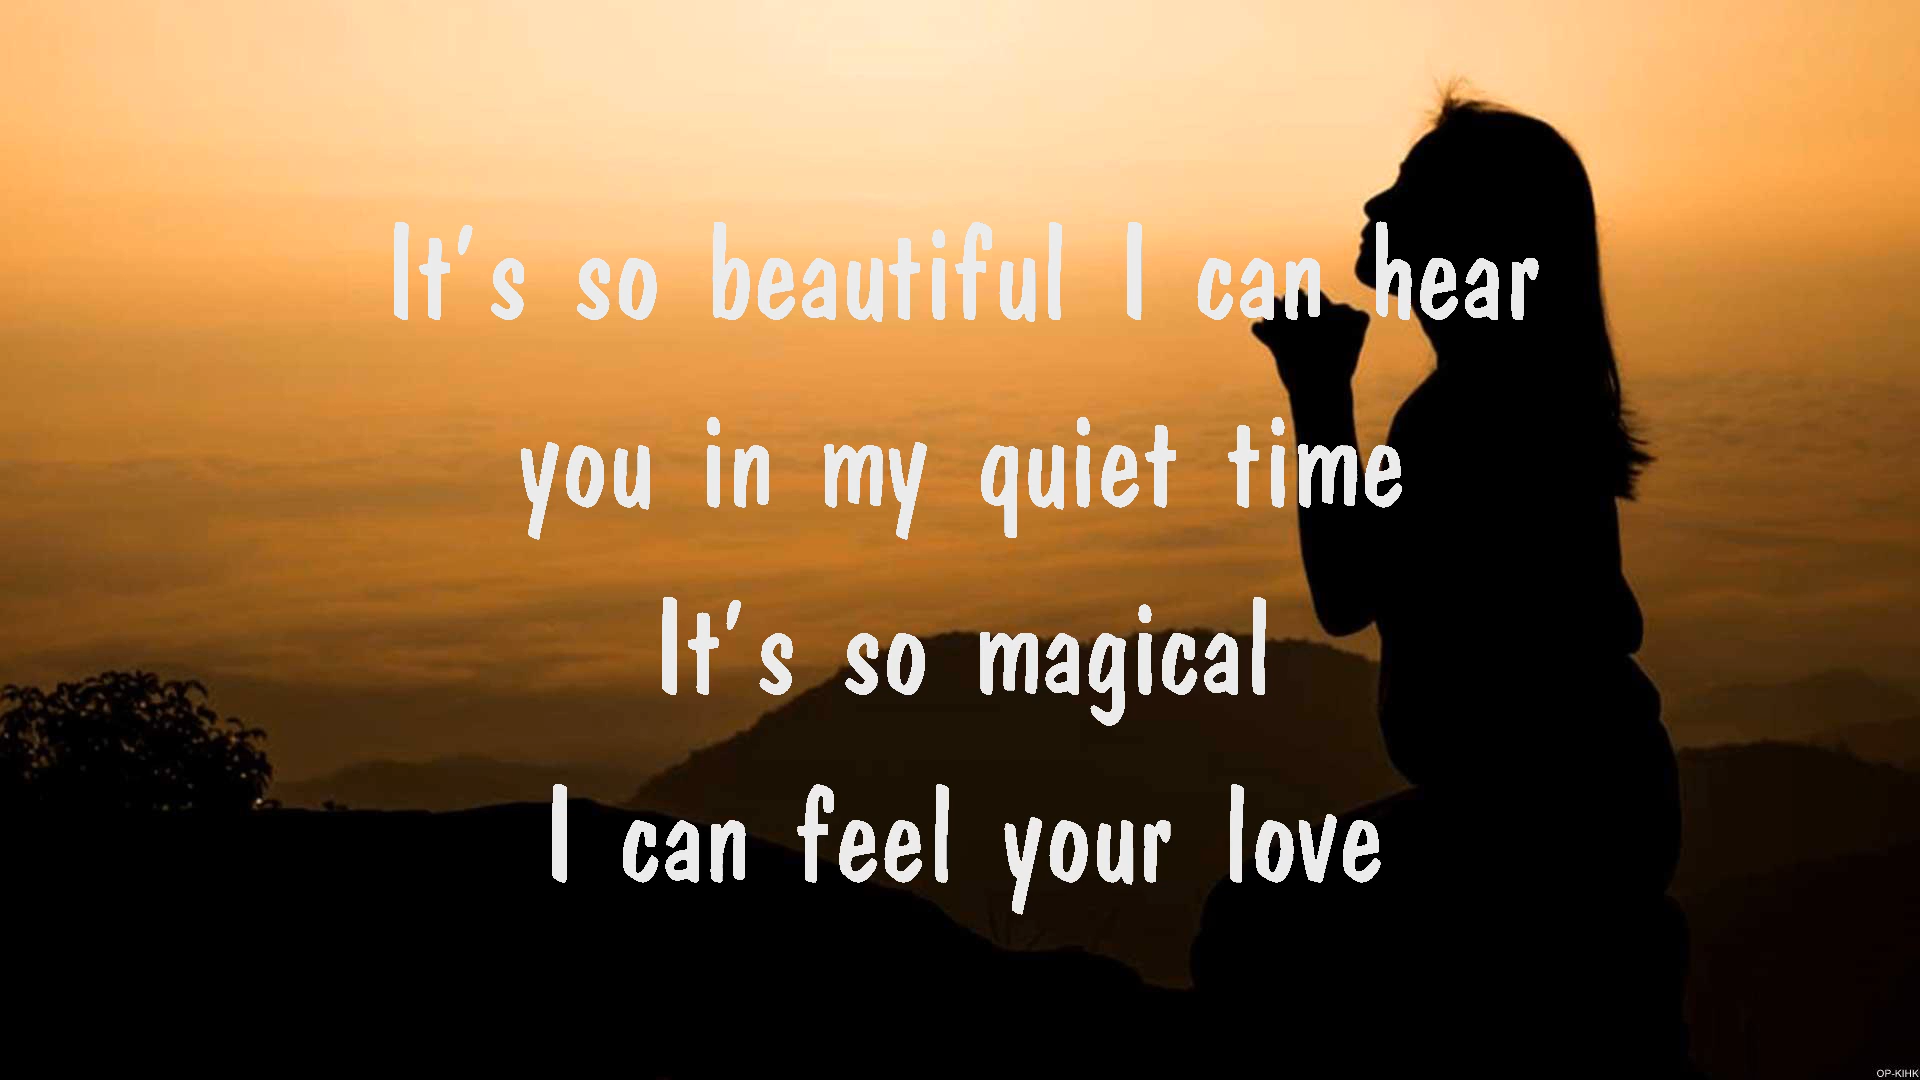 It's so beautiful I can hear
you in my quiet time
It's so magical
I can feel your love
OP-KIHK